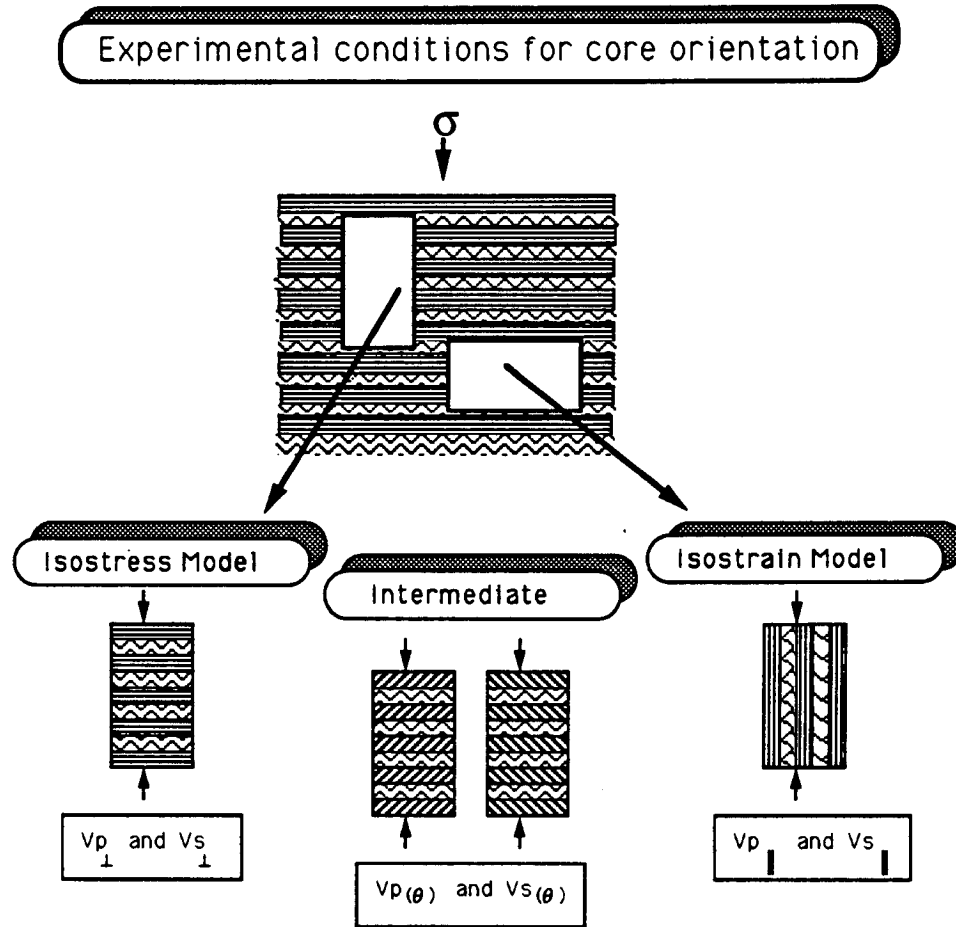 Experimental conditions for core orientation
σ
Isostress Model
Intermediate
Isostrain Model
Vp⊥ and Vs⊥
Vp(θ) and Vs(θ)
Vp∥ and Vs∥